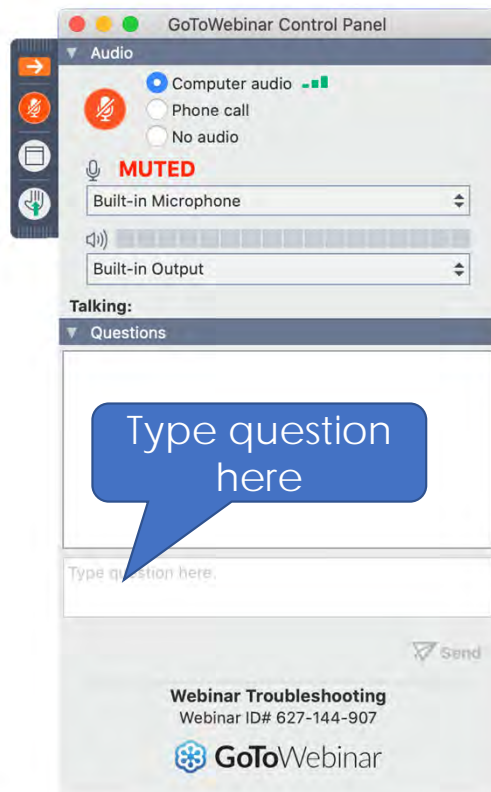 GoToWebinar Control Panel
Audio
Computer audio
Phone call
No audio
MUTED
Built-in Microphone
Built-in Output
Talking:
Questions
Type question
here
Type question here.
Send
Webinar Troubleshooting
Webinar ID# 627-144-907
GoToWebinar